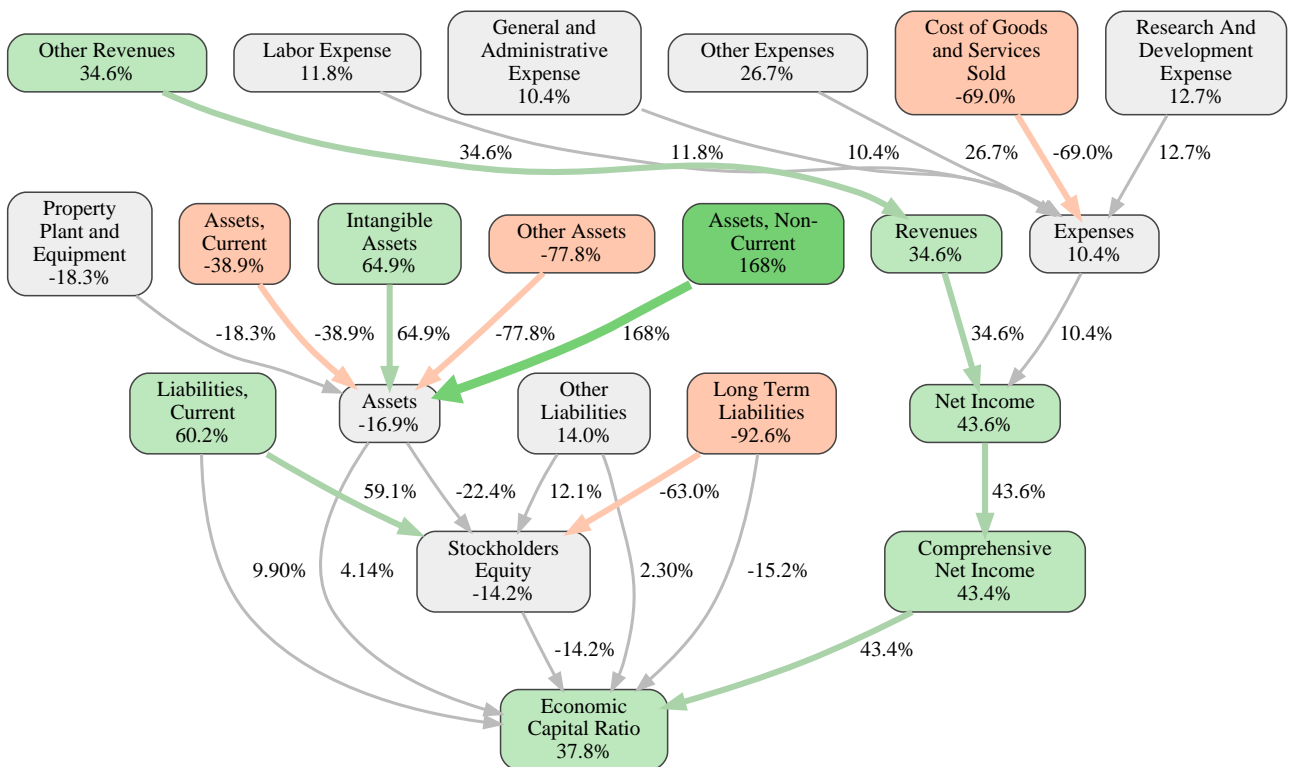 Other Revenues
34.6%
Labor Expense
11.8%
General and
Administrative
Expense
10.4%
Other Expenses
26.7%
Cost of Goods
and Services
Sold
-69.0%
Research And
Development
Expense
12.7%
34.6%
11.8%
10.4%
26.7%
-69.0%
12.7%
Property
Plant and
Equipment
-18.3%
Assets,
Current
-38.9%
Intangible
Assets
64.9%
Other Assets
-77.8%
Assets, Non-
Current
168%
Revenues
34.6%
Expenses
10.4%
-18.3%
-38.9%
64.9%
-77.8%
168%
34.6%
10.4%
Liabilities,
Current
60.2%
Assets
-16.9%
Other
Liabilities
14.0%
Long Term
Liabilities
-92.6%
Net Income
43.6%
59.1%
-22.4%
12.1%
-63.0%
43.6%
Stockholders
Equity
-14.2%
Comprehensive
Net Income
43.4%
9.90%
4.14%
2.30%
-15.2%
-14.2%
43.4%
Economic
Capital Ratio
37.8%